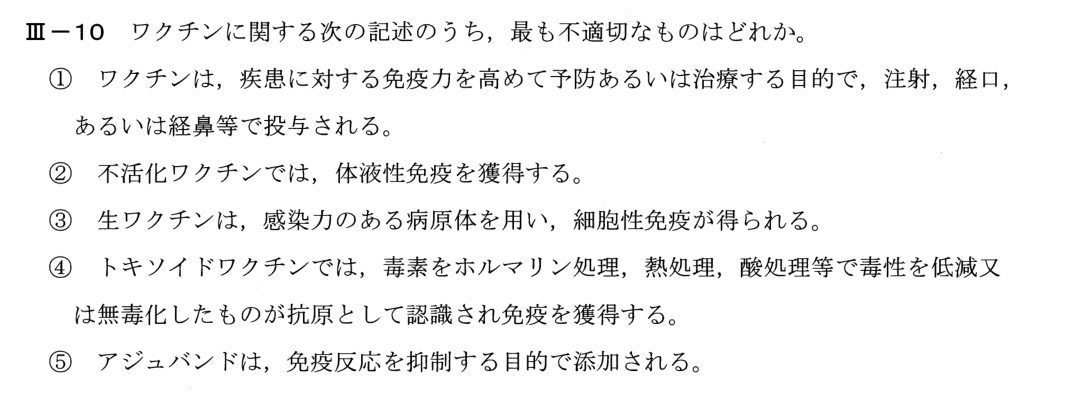 Ⅲ－10　ワクチンに関する次の記述のうち，最も不適切なものはどれか。
①　ワクチンは，疾患に対する免疫力を高めて予防あるいは治療する目的で，注射，経口，
あるいは経鼻等で投与される。
②　不活化ワクチンでは，体液性免疫を獲得する。
③　生ワクチンは，感染力のある病原体を用い，細胞性免疫が得られる。
④　トキソイドワクチンでは，毒素をホルマリン処理，熱処理，酸処理等で毒性を低減又
は無毒化したものが抗原として認識され免疫を獲得する。
⑤　アジュバンドは，免疫反応を抑制する目的で添加される。